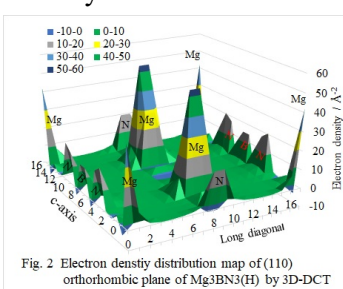 -10-0 0-10
10-20 20-30
30-40 40-50
50-60
Mg
Mg
Mg
Mg
Mg
Mg
N
N
N
N
60
50
40
30
20
10
0
-10
Electron density / Å-2
16
14
12
10
8
6
4
2
0
c-axis
0 2 4 6 8 10 12 14 16
Long diagonal
Fig. 2 Electron denstiy distribution map of (110)
orthorhombic plane of Mg3BN3(H) by 3D-DCT